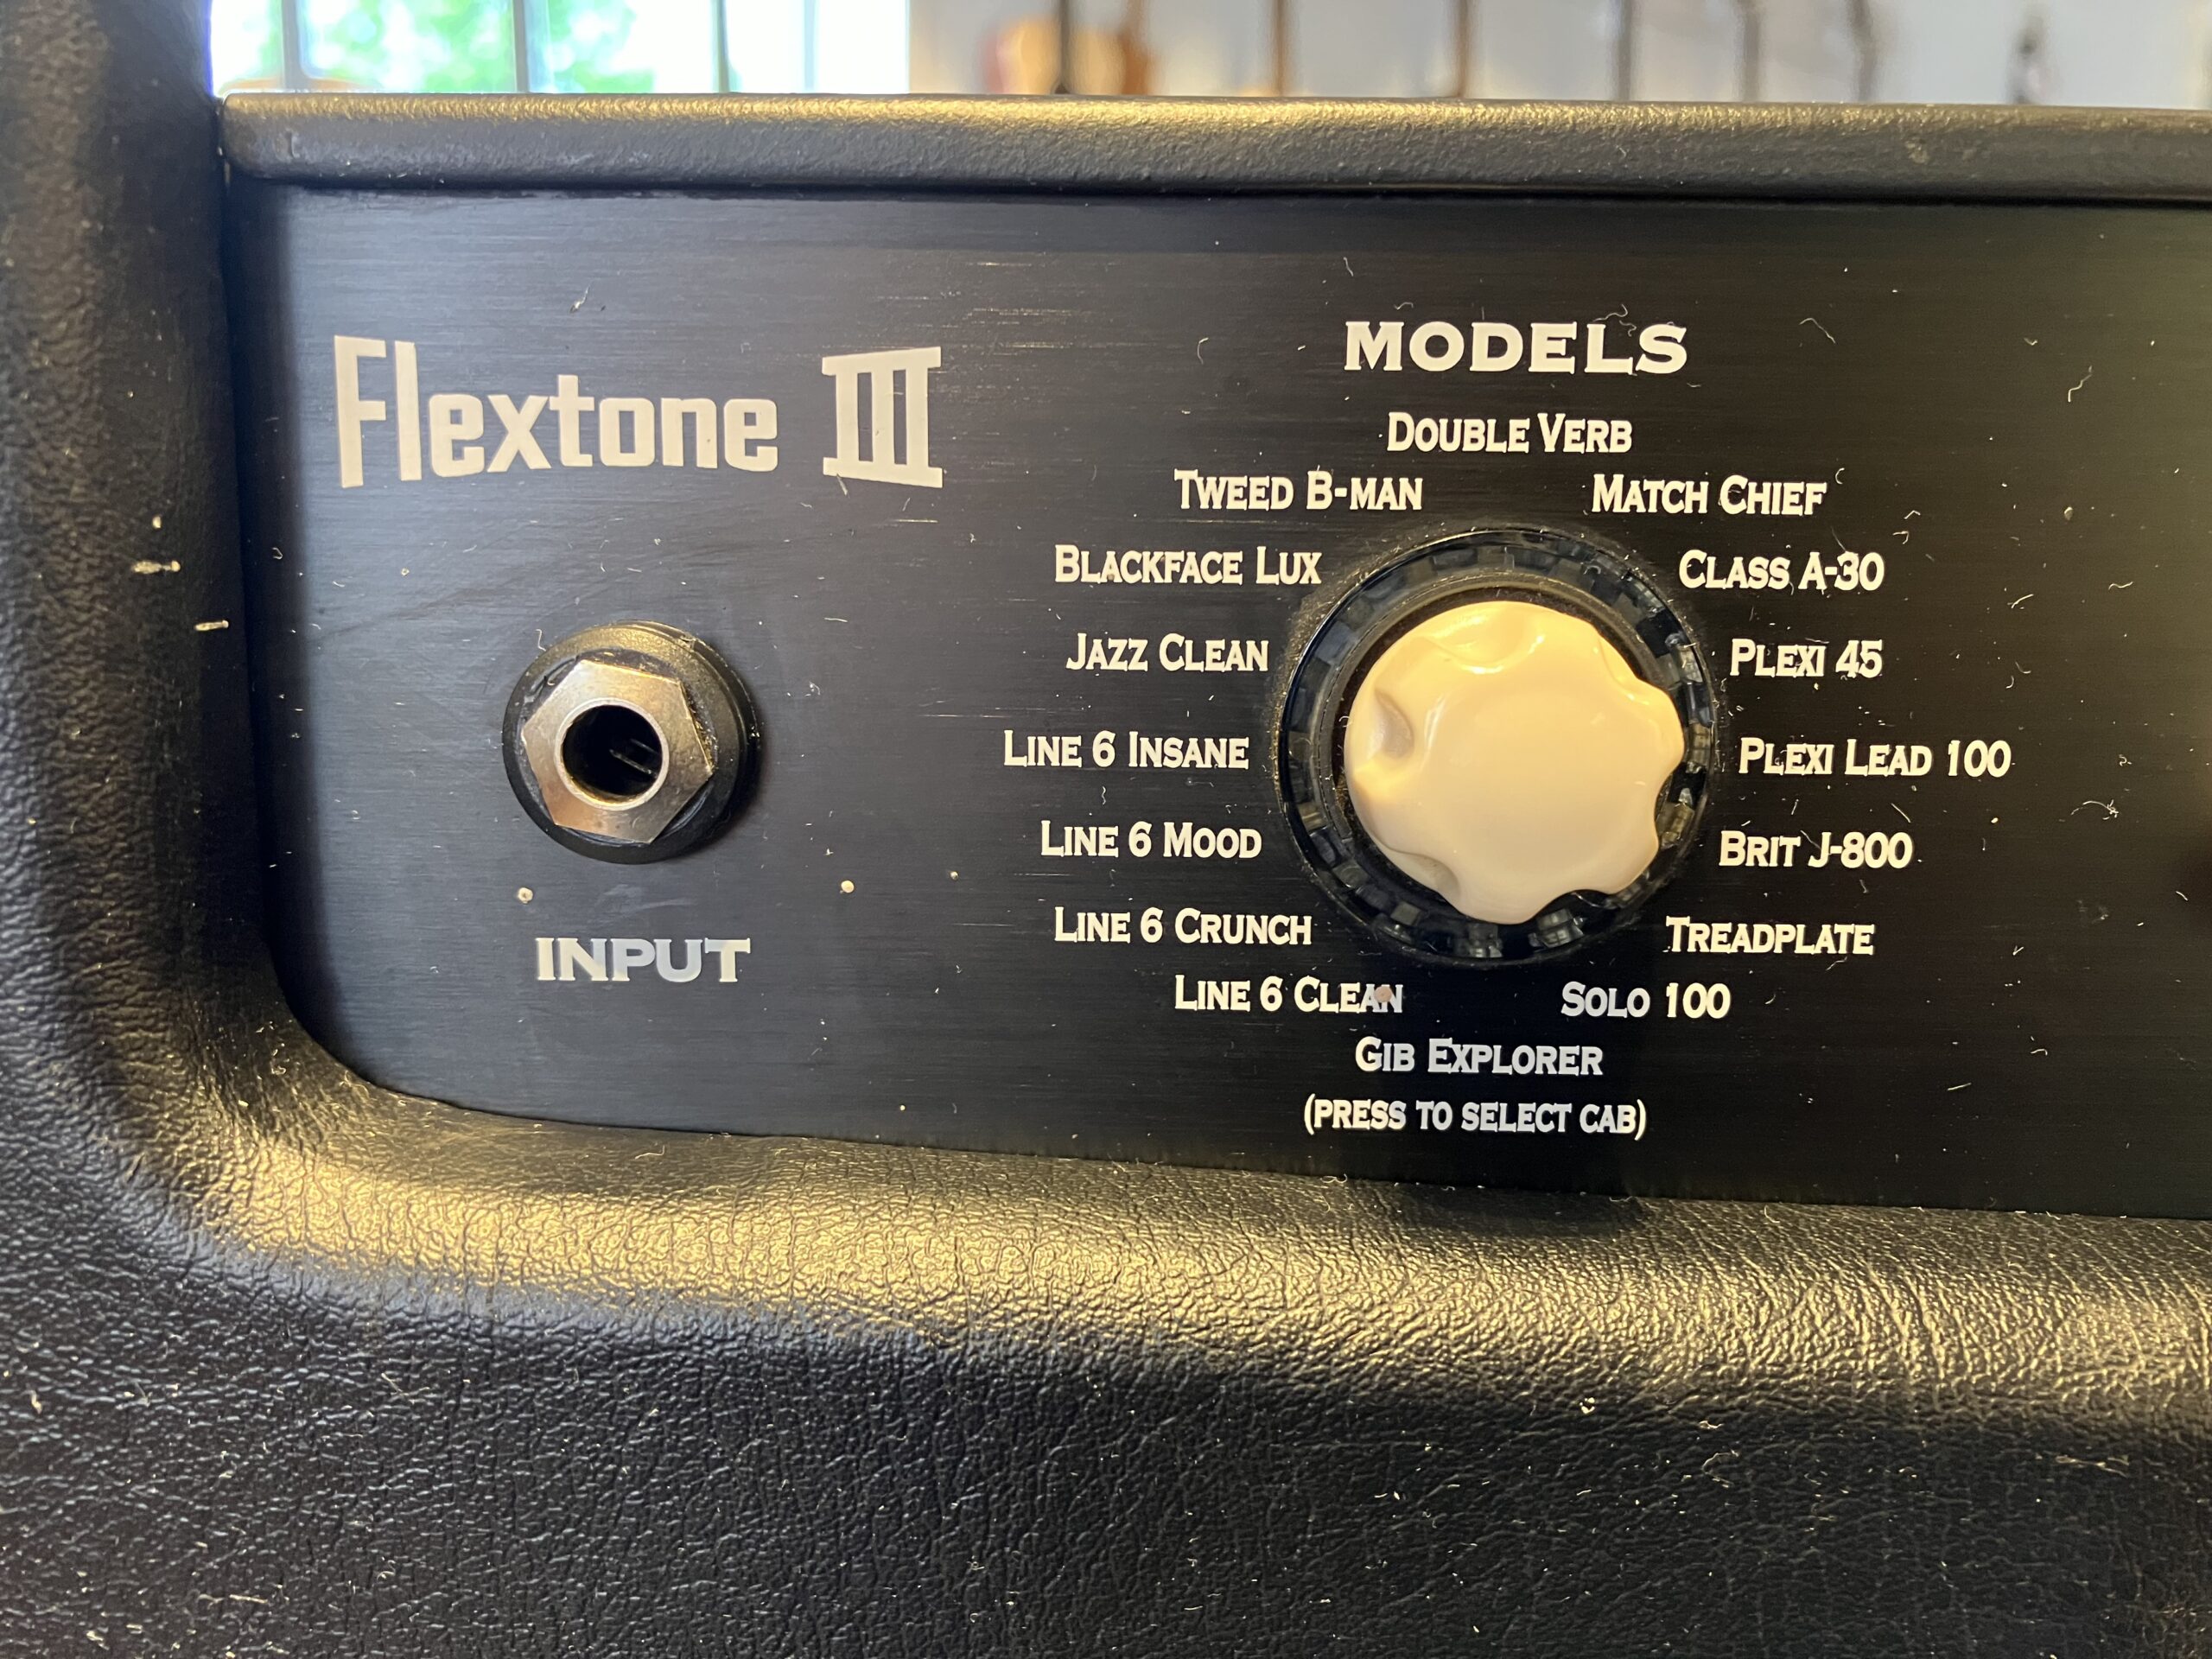 Flextone III
INPUT
MODELS
DOUBLE VERB
TWEED B-MAN
MATCH CHIEF
BLACKFACE LUX
CLASS A-30
JAZZ CLEAN
PLEXI 45
LINE 6 INSANE
PLEXI LEAD 100
LINE 6 MOOD
BRIT J-800
LINE 6 CRUNCH
TREADPLATE
LINE 6 CLEAN
SOLO 100
GIB EXPLORER
(PRESS TO SELECT CAB)